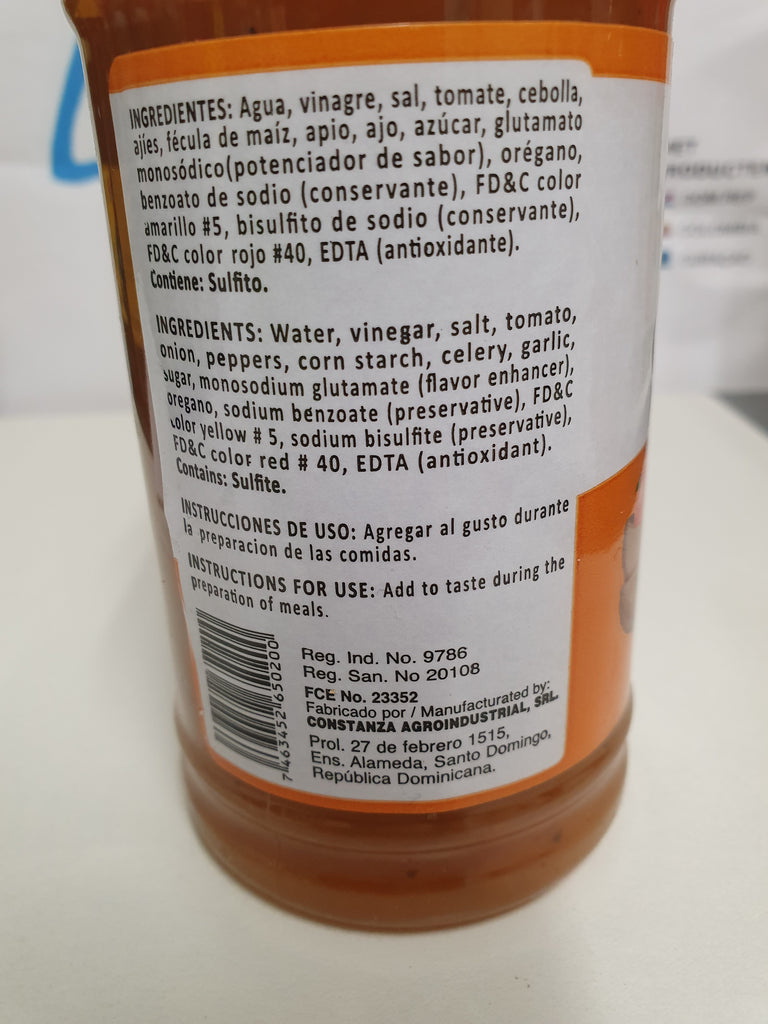 INGREDIENTES: Agua, vinagre, sal, tomate, cebolla,
ajíes, fécula de maíz, apio, ajo, azúcar, glutamato
monosódico(potenciador de sabor), orégano,
benzoato de sodio (conservante), FD&C color
amarillo #5, bisulfito de sodio (conservante),
FD&C color rojo #40, EDTA (antioxidante).
Contiene: Sulfito.
INGREDIENTS: Water, vinegar, salt, tomato,
onion, peppers, corn starch, celery, garlic,
sugar, monosodium glutamate (flavor enhancer),
oregano, sodium benzoate (preservative), FD&C
color yellow # 5, sodium bisulfite (preservative),
FD&C color red # 40, EDTA (antioxidant).
Contains: Sulfite.
INSTRUCCIONES DE USO: Agregar al gusto durante
la preparacion de las comidas.
INSTRUCTIONS FOR USE: Add to taste during the
preparation of meals.
7 463452 650200
Reg. Ind. No. 9786
Reg. San. No 20108
FCE No. 23352
Fabricado por / Manufacturated by:
CONSTANZA AGROINDUSTRIAL, SRL.
Prol. 27 de febrero 1515,
Ens. Alameda, Santo Domingo,
República Dominicana.